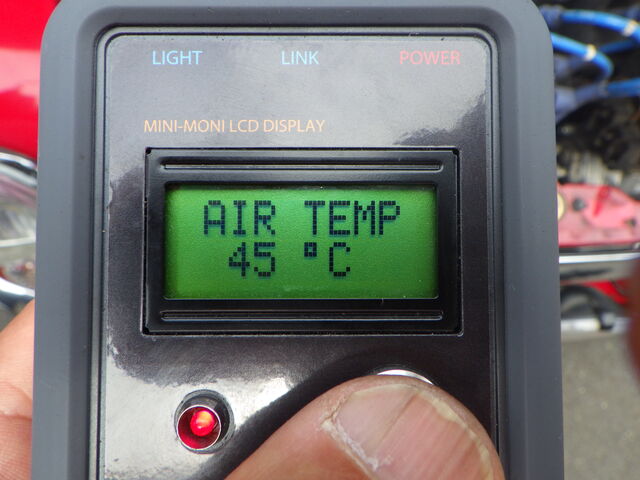 LIGHT LINK POWER
MINI-MONI LCD DISPLAY
AIR TEMP
45 °C